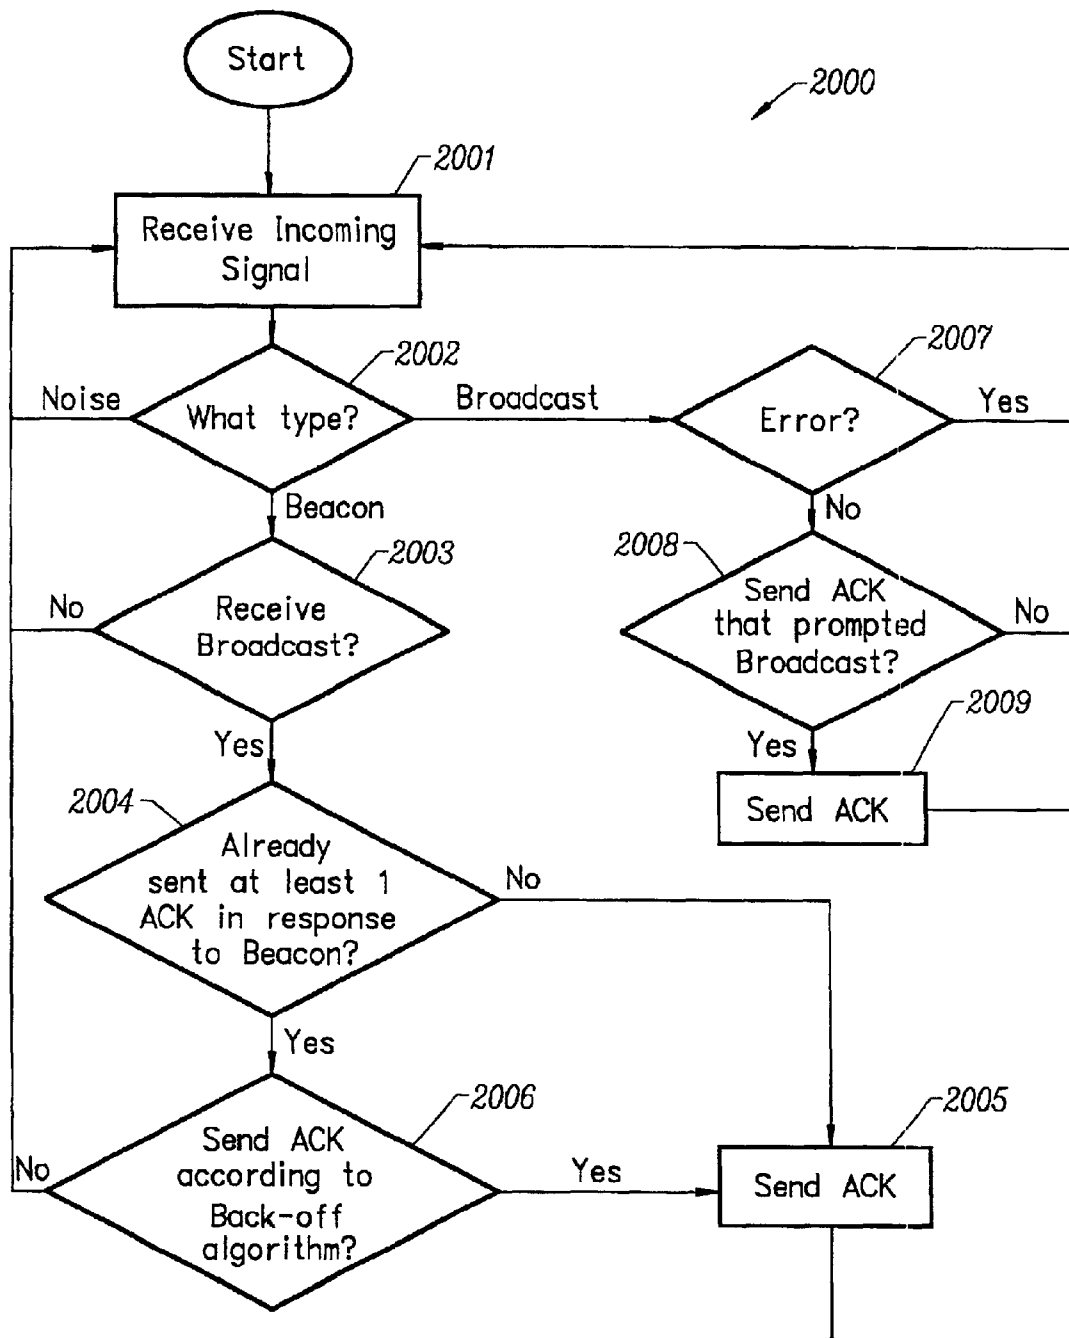 Start
2000
2001
Receive Incoming
Signal
2002
2007
Noise
What type?
Broadcast
Error?
Yes
Beacon
No
2003
2008
No
Receive
Broadcast?
Send ACK
that prompted
Broadcast?
No
Yes
Yes
2009
Send ACK
2004
Already
sent at least 1
ACK in response
to Beacon?
No
Yes
2006
2005
No
Send ACK
according to
Back-off
algorithm?
Yes
Send ACK